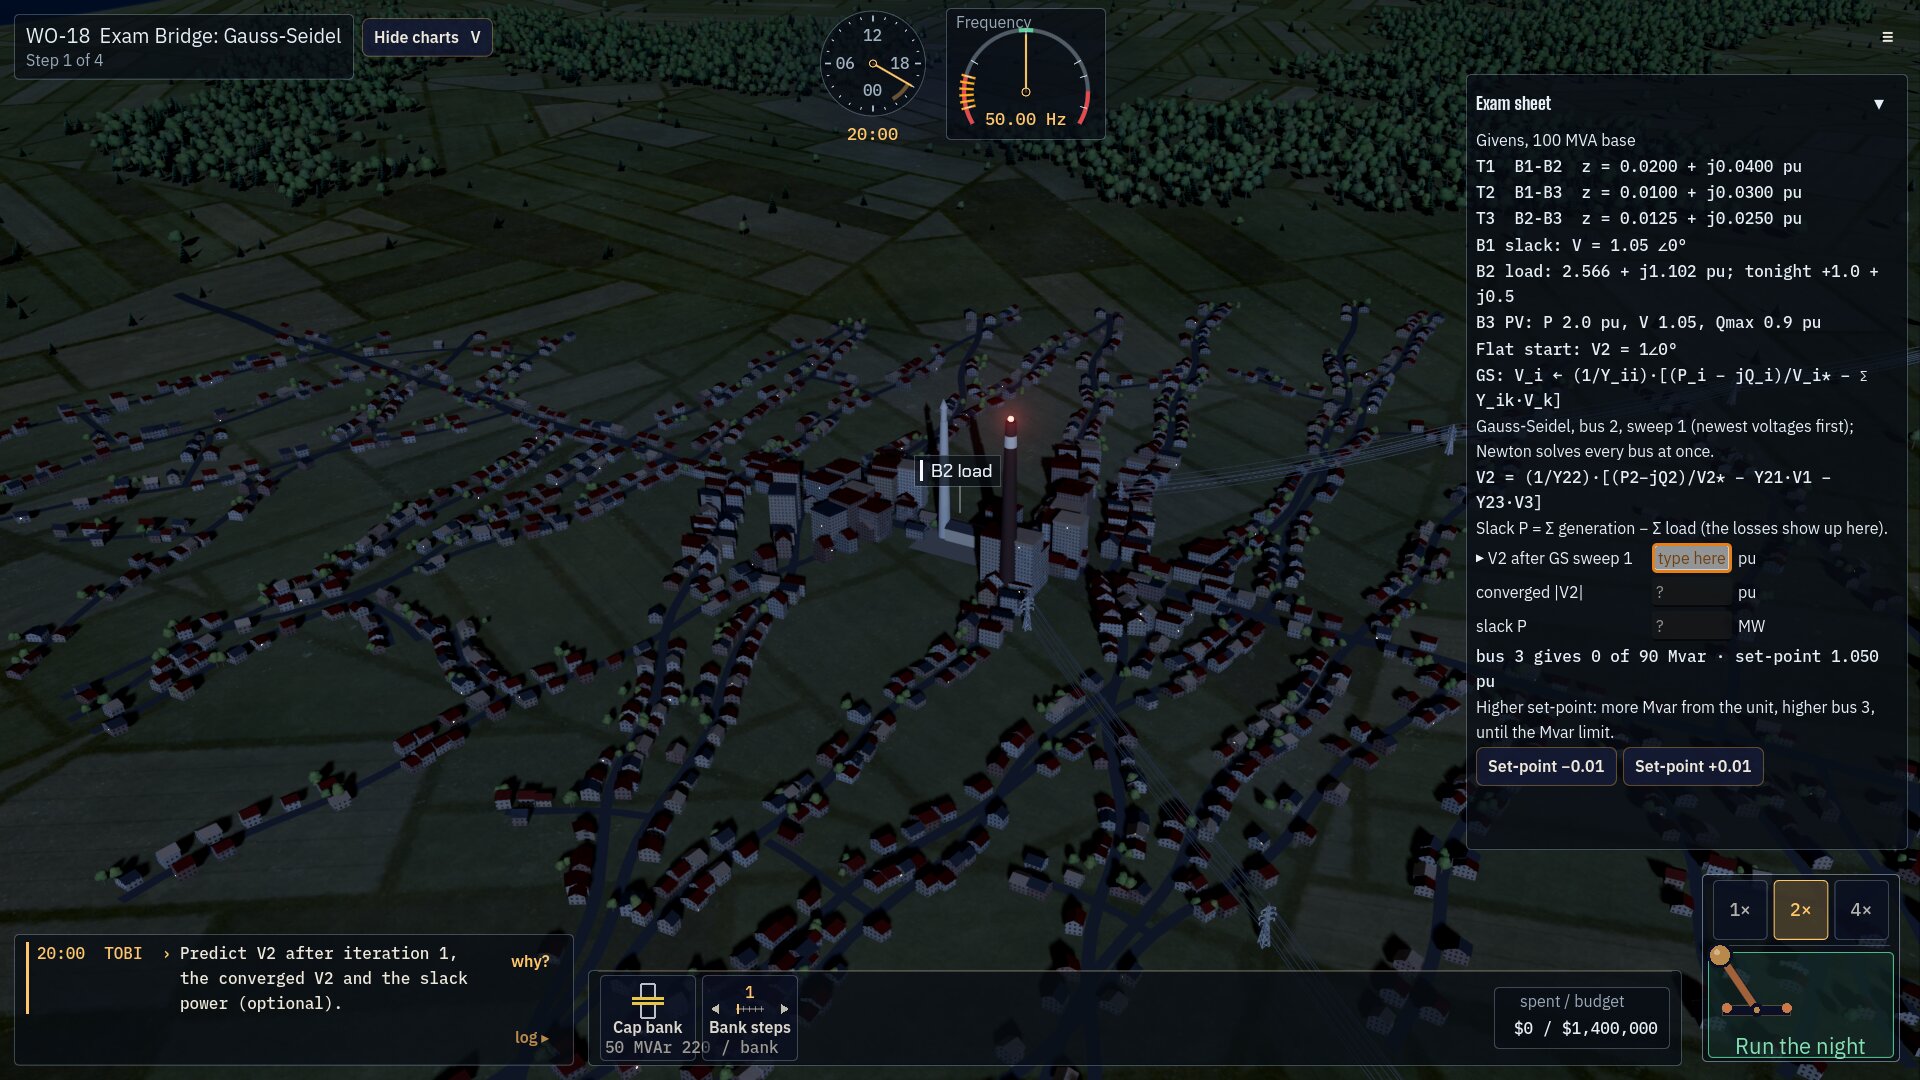 WO-18 Exam Bridge: Gauss-Seidel
Step 1 of 4
Hide charts V
12
06 18
00
20:00
Frequency
50.00 Hz
≡
Exam sheet ▼
Givens, 100 MVA base
T1 B1-B2 z = 0.0200 + j0.0400 pu
T2 B1-B3 z = 0.0100 + j0.0300 pu
T3 B2-B3 z = 0.0125 + j0.0250 pu
B1 slack: V = 1.05 ∠0°
B2 load: 2.566 + j1.102 pu; tonight +1.0 +
j0.5
B3 PV: P 2.0 pu, V 1.05, Qmax 0.9 pu
Flat start: V2 = 1∠0°
GS: V_i ← (1/Y_ii)·[(P_i − jQ_i)/V_i* − Σ
Y_ik·V_k]
Gauss-Seidel, bus 2, sweep 1 (newest voltages first);
Newton solves every bus at once.
V2 = (1/Y22)·[(P2−jQ2)/V2* − Y21·V1 −
Y23·V3]
Slack P = Σ generation − Σ load (the losses show up here).
▸ V2 after GS sweep 1 type here pu
converged |V2| ? pu
slack P ? MW
bus 3 gives 0 of 90 Mvar · set-point 1.050
pu
Higher set-point: more Mvar from the unit, higher bus 3,
until the Mvar limit.
Set-point −0.01 Set-point +0.01
B2 load
20:00 TOBI › Predict V2 after iteration 1,
the converged V2 and the slack
power (optional).
why?
log ▸
Cap bank
50 MVAr 220 / bank
1
Bank steps
spent / budget
$0 / $1,400,000
1× 2× 4×
Run the night